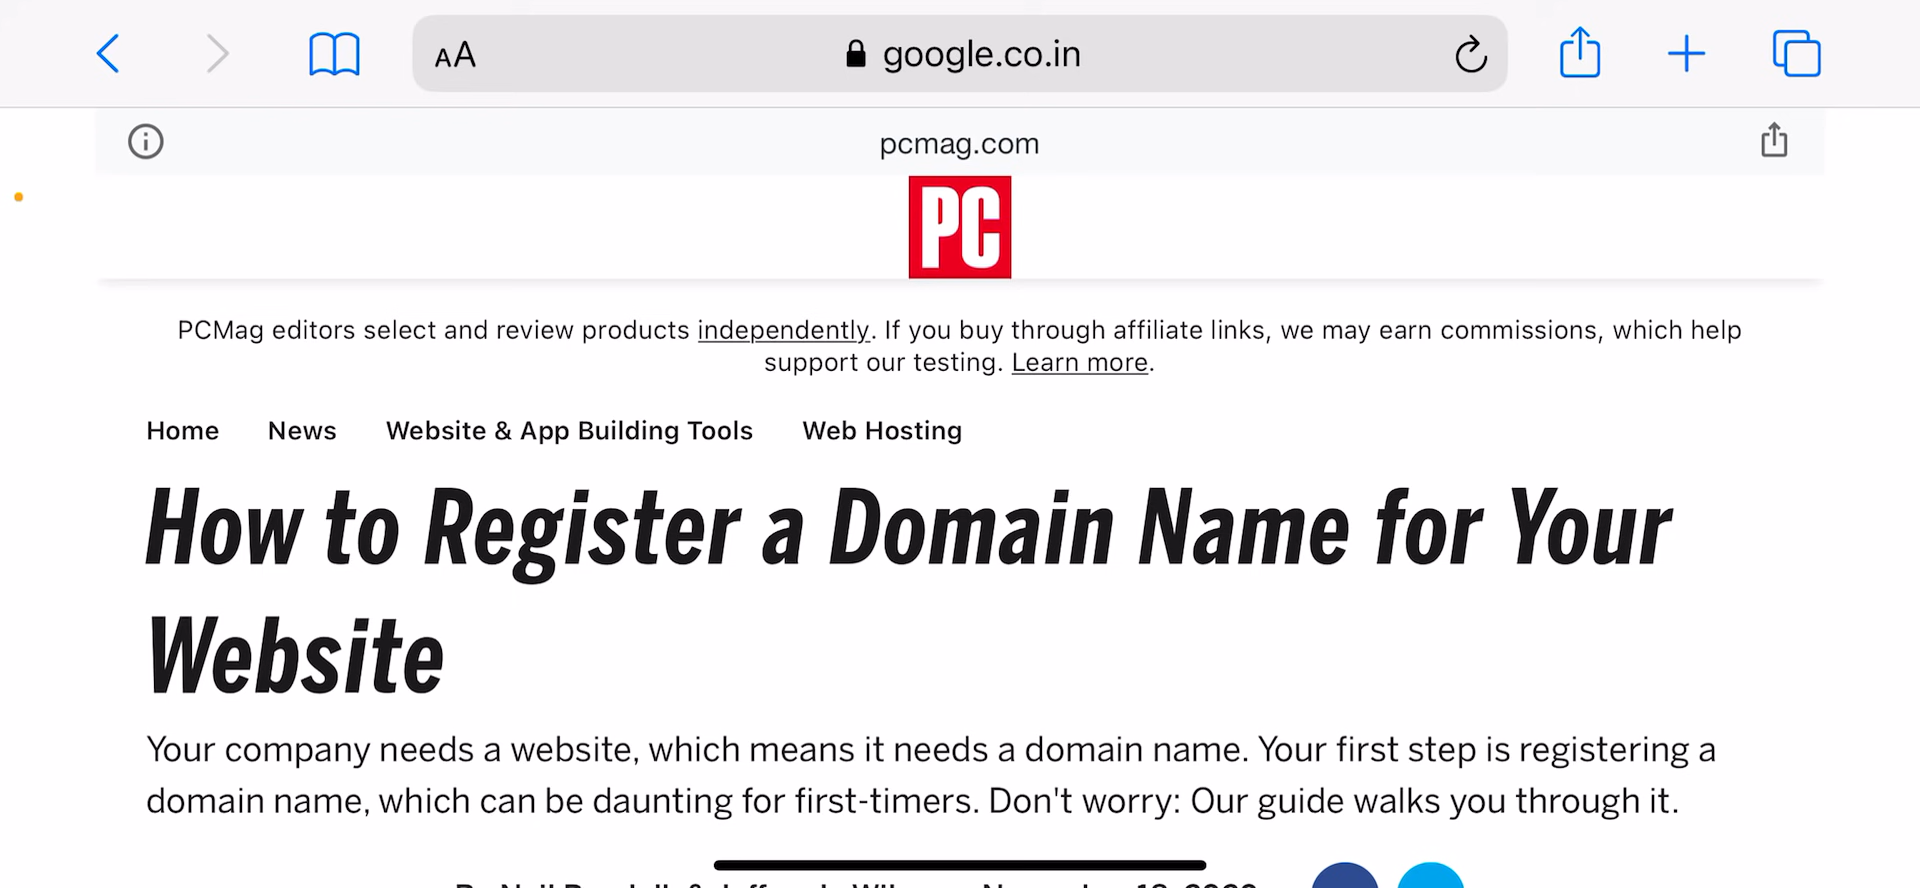 AA google.co.in
pcmag.com
PC
PCMag editors select and review products independently. If you buy through affiliate links, we may earn commissions, which help
support our testing. Learn more.
Home News Website & App Building Tools Web Hosting
How to Register a Domain Name for Your
Website
Your company needs a website, which means it needs a domain name. Your first step is registering a
domain name, which can be daunting for first-timers. Don't worry: Our guide walks you through it.